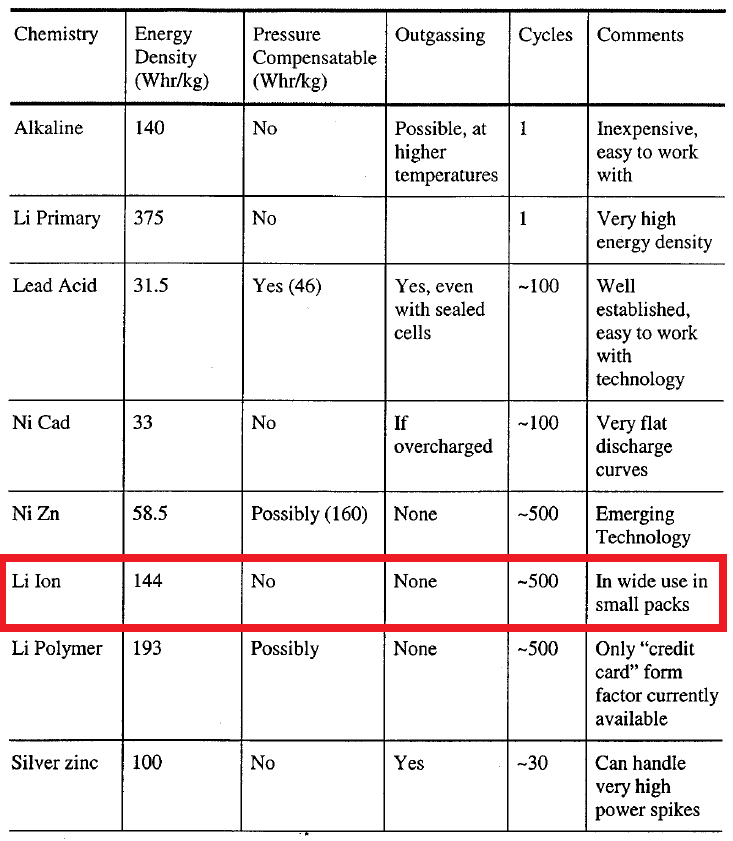 Chemistry Energy Density (Whr/kg) Pressure Compensatable (Whr/kg) Outgassing Cycles Comments
Alkaline 140 No Possible, at higher temperatures 1 Inexpensive, easy to work with
Li Primary 375 No 1 Very high energy density
Lead Acid 31.5 Yes (46) Yes, even with sealed cells ~100 Well established, easy to work with technology
Ni Cad 33 No If overcharged ~100 Very flat discharge curves
Ni Zn 58.5 Possibly (160) None ~500 Emerging Technology
Li Ion 144 No None ~500 In wide use in small packs
Li Polymer 193 Possibly None ~500 Only “credit card” form factor currently available
Silver zinc 100 No Yes ~30 Can handle very high power spikes